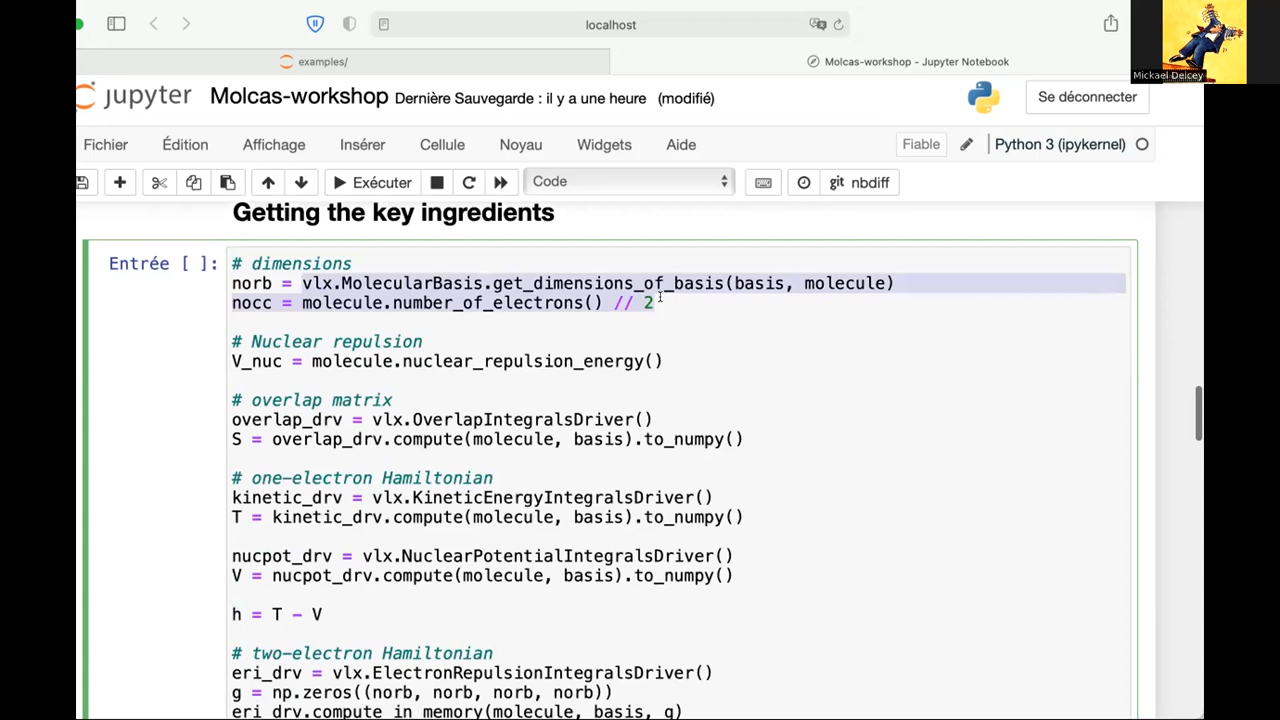 localhost
examples/
Molcas-workshop - Jupyter Notebook
Mickael Delcey
jupyter Molcas-workshop Dernière Sauvegarde : il y a une heure (modifié)
Se déconnecter
Fichier Édition Affichage Insérer Cellule Noyau Widgets Aide Fiable Python 3 (ipykernel)
Exécuter Code git nbdiff
Getting the key ingredients
Entrée [ ]: # dimensions
norb = vlx.MolecularBasis.get_dimensions_of_basis(basis, molecule)
nocc = molecule.number_of_electrons() // 2
# Nuclear repulsion
V_nuc = molecule.nuclear_repulsion_energy()
# overlap matrix
overlap_drv = vlx.OverlapIntegralsDriver()
S = overlap_drv.compute(molecule, basis).to_numpy()
# one-electron Hamiltonian
kinetic_drv = vlx.KineticEnergyIntegralsDriver()
T = kinetic_drv.compute(molecule, basis).to_numpy()
nucpot_drv = vlx.NuclearPotentialIntegralsDriver()
V = nucpot_drv.compute(molecule, basis).to_numpy()
h = T - V
# two-electron Hamiltonian
eri_drv = vlx.ElectronRepulsionIntegralsDriver()
g = np.zeros((norb, norb, norb, norb))
eri_drv.compute_in_memory(molecule, basis, g)